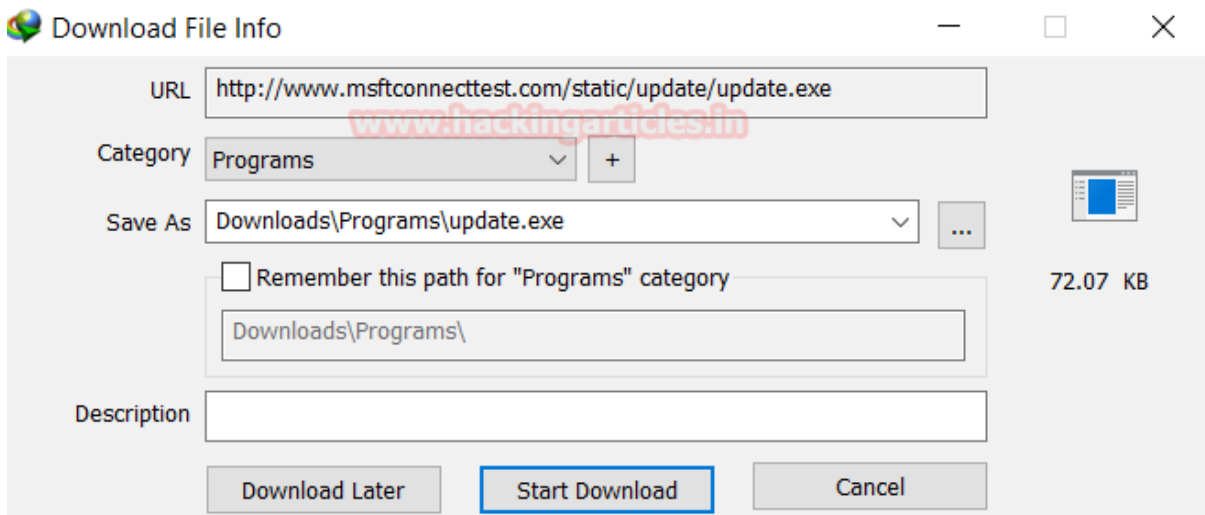 Download File Info
URL http://www.msftconnecttest.com/static/update/update.exe
www.hackingarticles.in
Category Programs +
Save As Downloads\Programs\update.exe ...
Remember this path for "Programs" category
72.07 KB
Downloads\Programs\
Description
Download Later Start Download Cancel